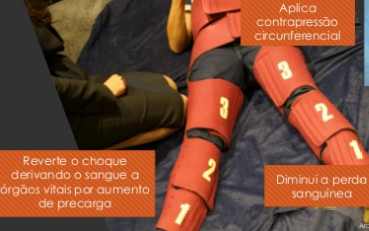 Aplica
contrapressão
circunferencial
3
3
2
1
2
1
Reverte o choque
derivando o sangue a
órgãos vitais por aumento
de precarga
Diminui a perda
sanguínea